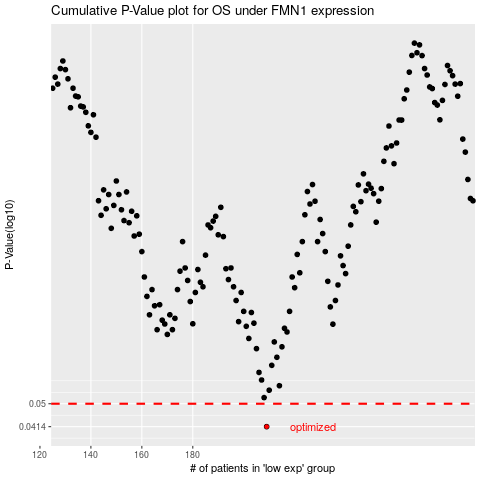 Cumulative P-Value plot for OS under FMN1 expression
P-Value(log10)
0.05
0.0414
optimized
120 140 160 180
# of patients in 'low exp' group